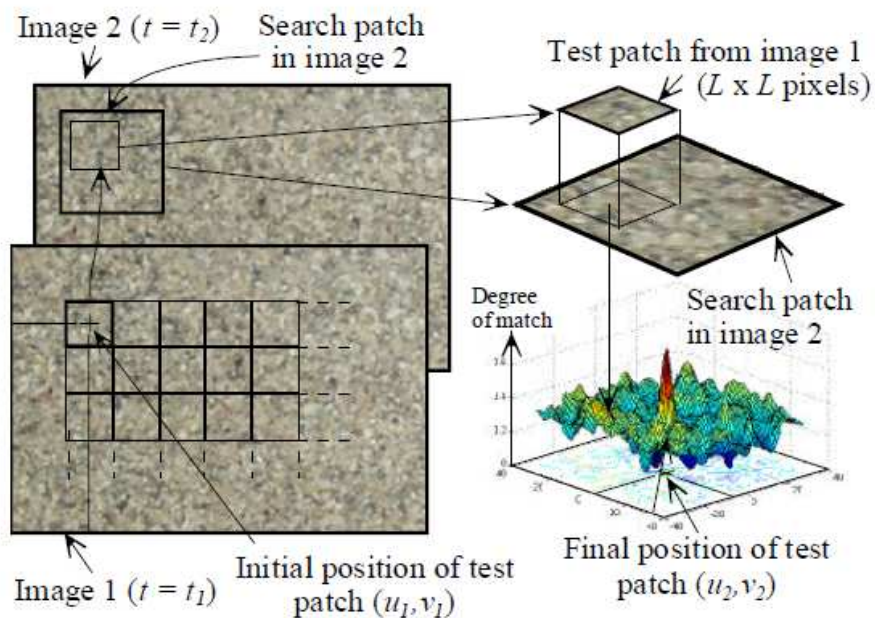 Image 2 (t = t₂)
Search patch
in image 2
Test patch from image 1
(L x L pixels)
Search patch
in image 2
Degree
of match
Initial position of test
patch (u₁,v₁)
Image 1 (t = t₁)
Final position of test
patch (u₂,v₂)